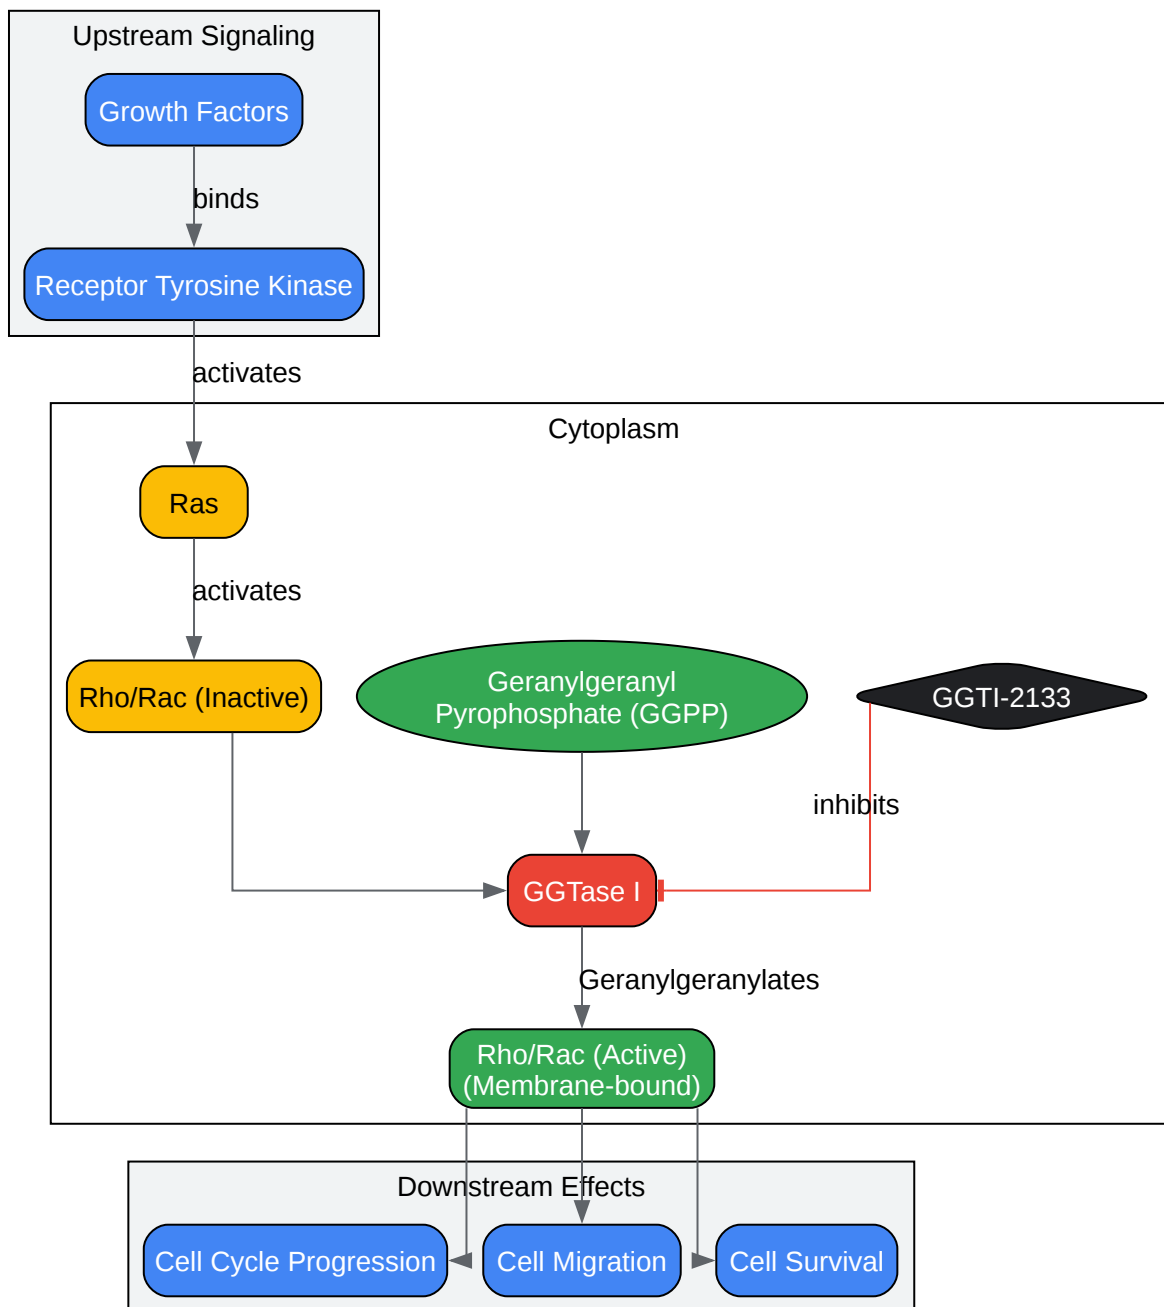 Upstream Signaling
Growth Factors
binds
Receptor Tyrosine Kinase
activates
Cytoplasm
Ras
activates
Rho/Rac (Inactive)
Geranylgeranyl
Pyrophosphate (GGPP)
GGTI-2133
inhibits
GGTase I
Geranylgeranylates
Rho/Rac (Active)
(Membrane-bound)
Downstream Effects
Cell Cycle Progression
Cell Migration
Cell Survival